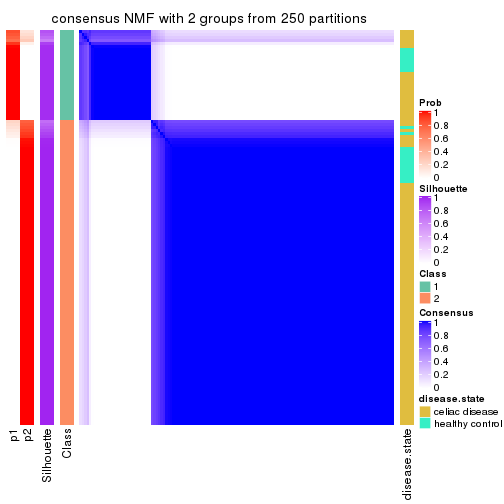 consensus NMF with 2 groups from 250 partitions
Prob
1
0.8
0.6
0.4
0.2
0
Silhouette
1
0.8
0.6
0.4
0.2
0
Class
1
2
Consensus
1
0.8
0.6
0.4
0.2
0
disease.state
celiac disease
healthy control
p1
p2
Silhouette
Class
disease.state